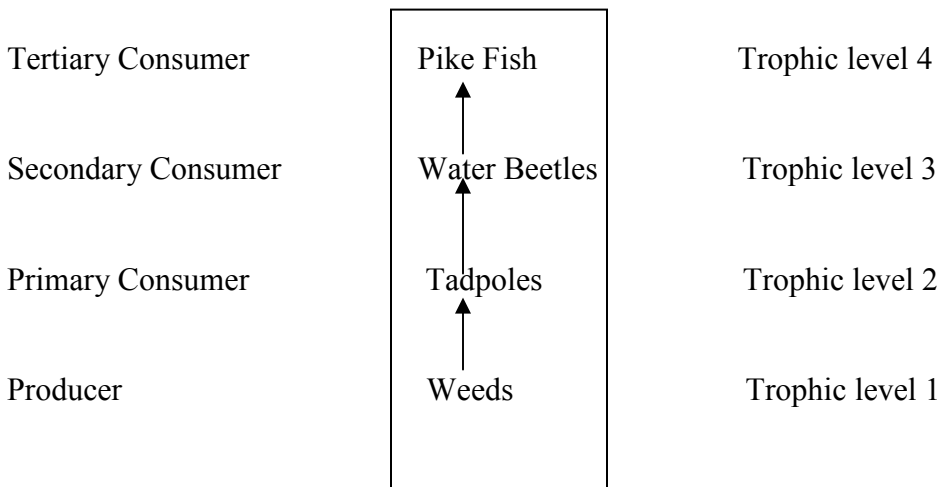 Tertiary Consumer Pike Fish Trophic level 4
Secondary Consumer Water Beetles Trophic level 3
Primary Consumer Tadpoles Trophic level 2
Producer Weeds Trophic level 1